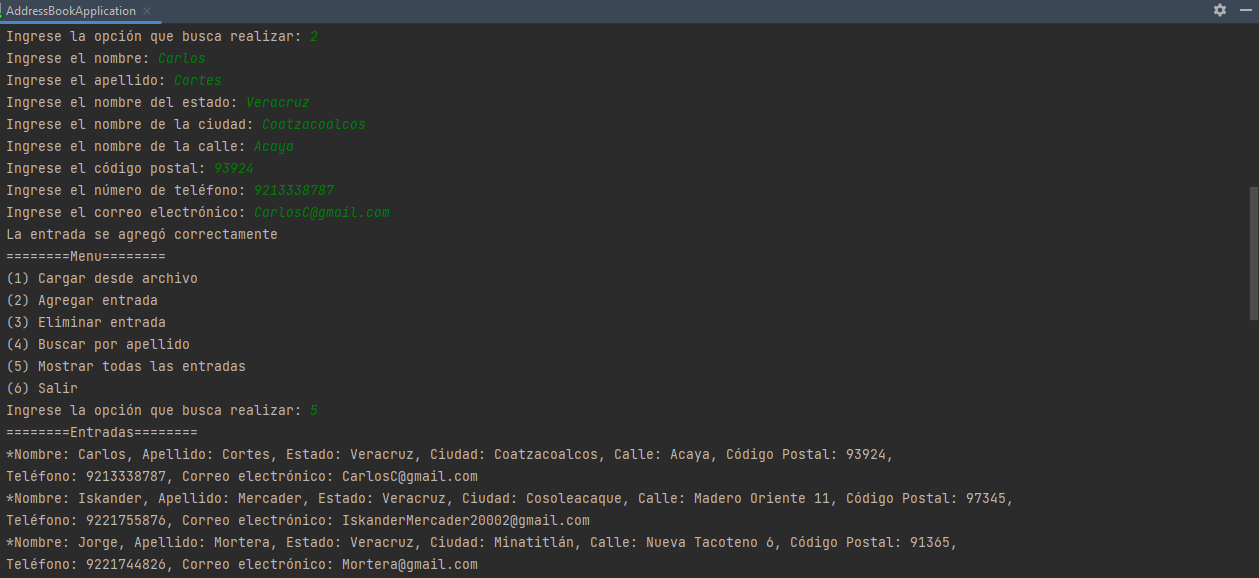 AddressBookApplication
Ingrese la opción que busca realizar: 2
Ingrese el nombre: Carlos
Ingrese el apellido: Cortes
Ingrese el nombre del estado: Veracruz
Ingrese el nombre de la ciudad: Coatzacoalcos
Ingrese el nombre de la calle: Acaya
Ingrese el código postal: 93924
Ingrese el número de teléfono: 9213338787
Ingrese el correo electrónico: CarlosC@gmail.com
La entrada se agregó correctamente
========Menu========
(1) Cargar desde archivo
(2) Agregar entrada
(3) Eliminar entrada
(4) Buscar por apellido
(5) Mostrar todas las entradas
(6) Salir
Ingrese la opción que busca realizar: 5
========Entradas========
*Nombre: Carlos, Apellido: Cortes, Estado: Veracruz, Ciudad: Coatzacoalcos, Calle: Acaya, Código Postal: 93924,
Teléfono: 9213338787, Correo electrónico: CarlosC@gmail.com
*Nombre: Iskander, Apellido: Mercader, Estado: Veracruz, Ciudad: Cosoleacaque, Calle: Madero Oriente 11, Código Postal: 97345,
Teléfono: 9221755876, Correo electrónico: IskanderMercader20002@gmail.com
*Nombre: Jorge, Apellido: Mortera, Estado: Veracruz, Ciudad: Minatitlán, Calle: Nueva Tacoteno 6, Código Postal: 91365,
Teléfono: 9221744826, Correo electrónico: Mortera@gmail.com